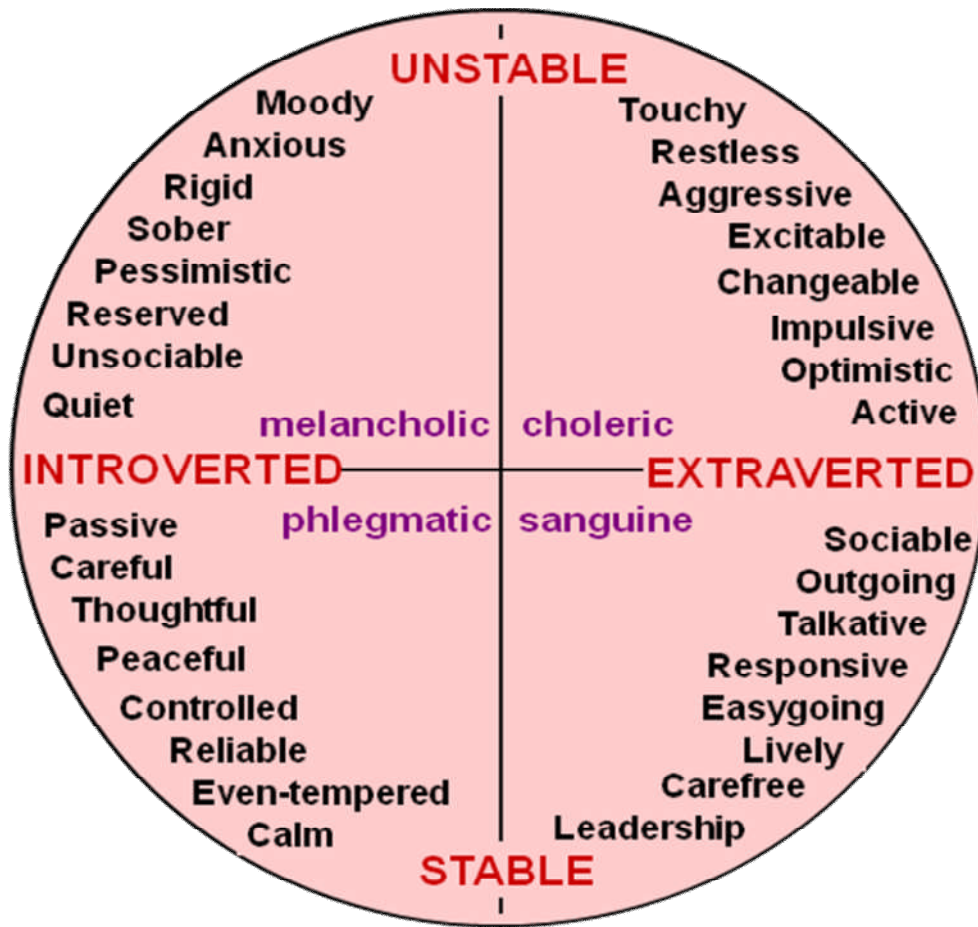 UNSTABLE
Moody
Anxious
Rigid
Sober
Pessimistic
Reserved
Unsociable
Quiet
Touchy
Restless
Aggressive
Excitable
Changeable
Impulsive
Optimistic
Active
melancholic choleric
INTROVERTED EXTRAVERTED
phlegmatic sanguine
Passive
Careful
Thoughtful
Peaceful
Controlled
Reliable
Even-tempered
Calm
Sociable
Outgoing
Talkative
Responsive
Easygoing
Lively
Carefree
Leadership
STABLE